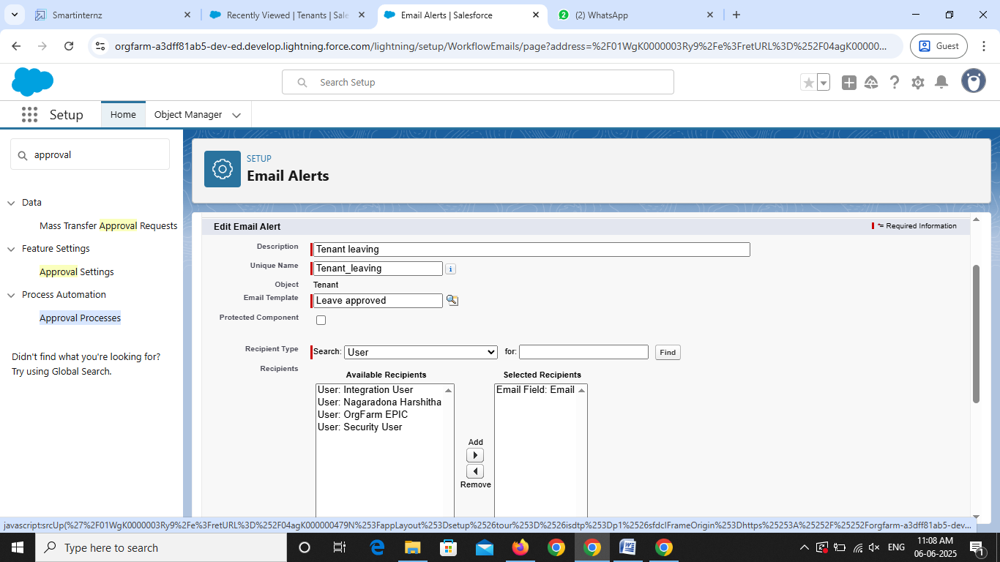 Smartinternz
Recently Viewed | Tenants | Sale
Email Alerts | Salesforce
(2) WhatsApp
orgfarm-a3dff81ab5-dev-ed.develop.lightning.force.com/lightning/setup/WorkflowEmails/page?address=%2F01WgK0000003Ry9%2Fe%3FretURL%3D%252F04agK00000...
Guest
Search Setup
Setup
Home
Object Manager
approval
Data
Mass Transfer Approval Requests
Feature Settings
Approval Settings
Process Automation
Approval Processes
Didn't find what you're looking for?
Try using Global Search.
SETUP
Email Alerts
Edit Email Alert
= Required Information
Description Tenant leaving
Unique Name Tenant_leaving i
Object Tenant
Email Template Leave approved
Protected Component
Recipient Type Search: User for: Find
Recipients
Available Recipients Selected Recipients
User: Integration User Email Field: Email
User: Nagaradona Harshitha
User: OrgFarm EPIC
User: Security User
Add
Remove
javascript:srcUp(%27%2F01WgK0000003Ry9%2Fe%3FretURL%3D%252F04agK000000479N%253FappLayout%253Dsetup%2526tour%253D%2526isdtp%253Dp1%2526sfdcIFrameOrigin%253Dhttps%25253A%25252F%25252Forgfarm-a3dff81ab5-dev...
Type here to search
ENG
11:08 AM
06-06-2025
1